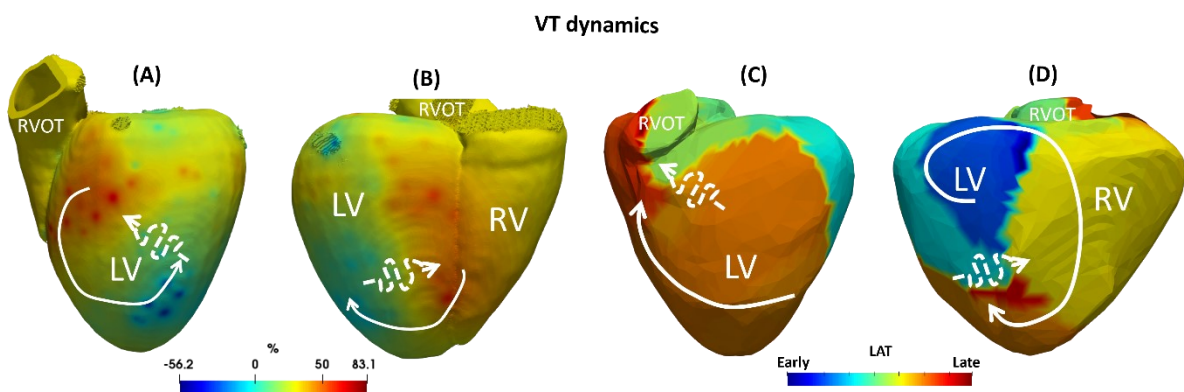 VT dynamics
(A)
(B)
(C)
(D)
RVOT
RVOT
RVOT
RVOT
LV
LV
RV
LV
LV
RV
%
-56.2 0 50 83.1
LAT
Early Late